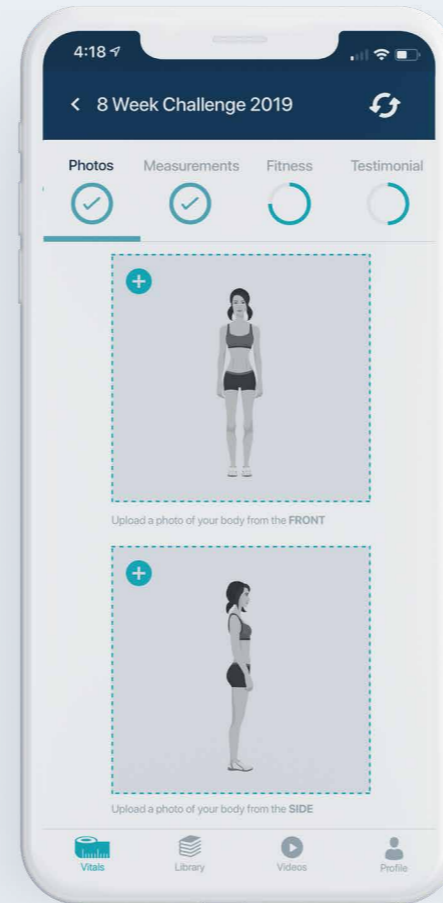 4:18
8 Week Challenge 2019
Photos Measurements Fitness Testimonial
Upload a photo of your body from the FRONT
Upload a photo of your body from the SIDE
Vitals Library Videos Profile